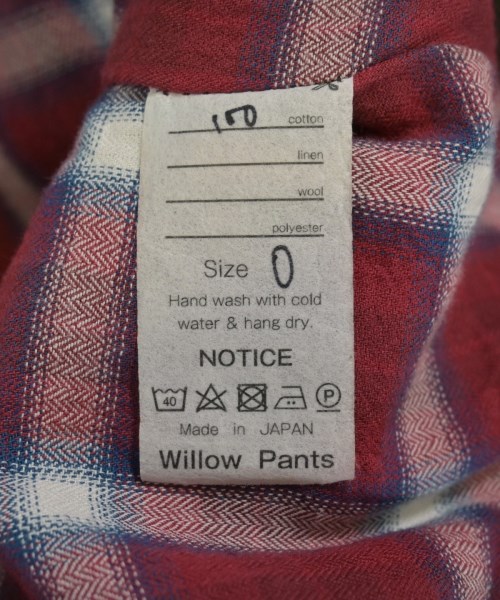 cotton
linen
wool
polyester
Size 0
Hand wash with cold
water & hang dry.
NOTICE
40 P
Made in JAPAN
Willow Pants